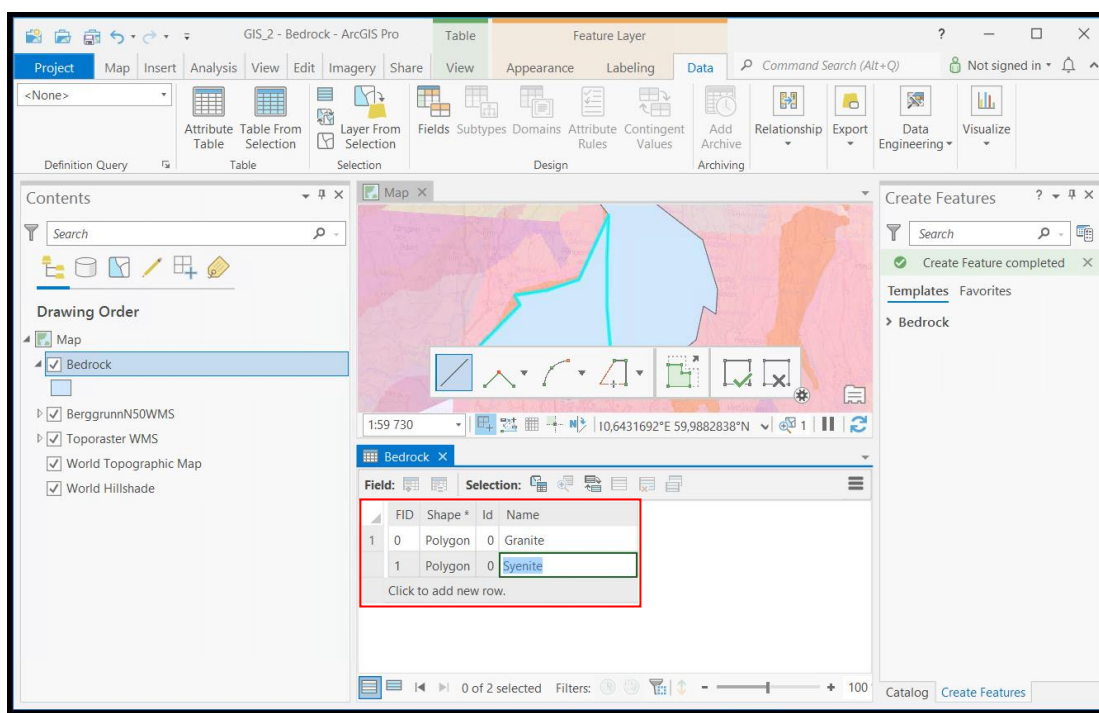 GIS_2 - Bedrock - ArcGIS Pro
Table
Feature Layer
?
Project Map Insert Analysis View Edit Imagery Share View Appearance Labeling Data Command Search (Alt+Q) Not signed in
<None>
Attribute Table
Table From Selection
Layer From Selection
Fields
Subtypes
Domains
Attribute Rules
Contingent Values
Add Archive
Relationship
Export
Data Engineering
Visualize
Definition Query
Table
Selection
Design
Archiving
Contents
Search
Drawing Order
Map
Bedrock
BerggrunnN50WMS
Toporaster WMS
World Topographic Map
World Hillshade
Map
1:59 730
10,6431692°E 59,9882838°N
1
Bedrock
Field: Selection:
FID Shape * Id Name
1 0 Polygon 0 Granite
1 Polygon 0 Syenite
Click to add new row.
0 of 2 selected Filters: - + 100
Create Features ?
Search
Create Feature completed
Templates Favorites
Bedrock
Catalog Create Features